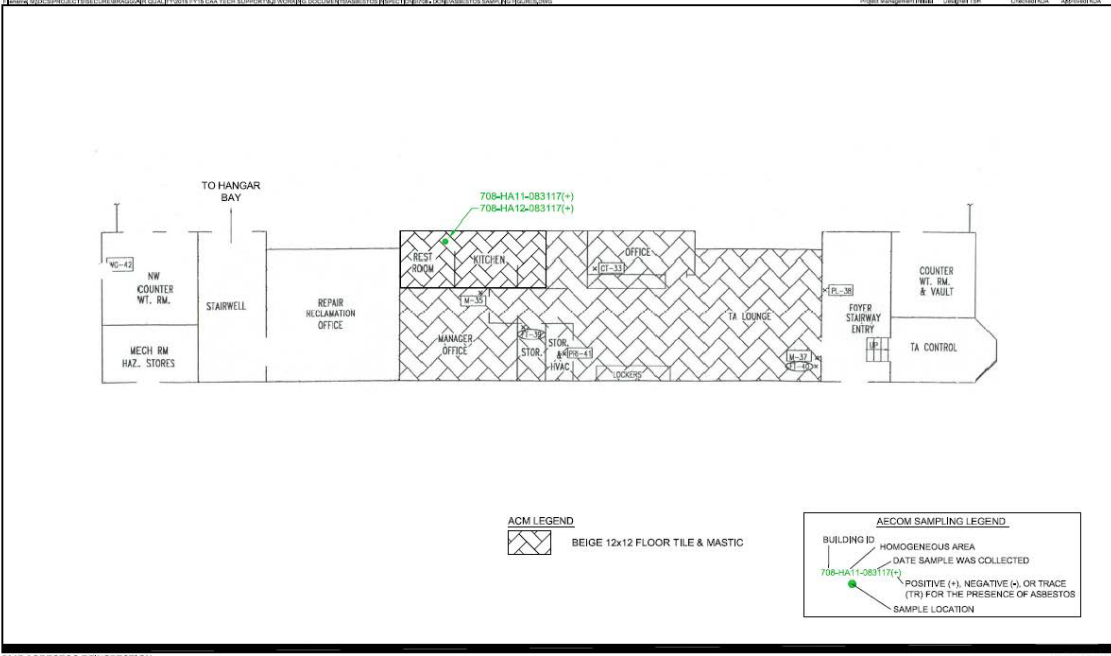 TO HANGAR
BAY
708-HA11-083117(+)
708-HA12-083117(+)
NW
COUNTER
WT. RM.
MECH RM
HAZ. STORES
STAIRWELL
REPAIR
RECLAMATION
OFFICE
REST
ROOM
KITCHEN
M-35
MANAGER
OFFICE
STOR.
STOR.
&
HVAC
PRI-41
OFFICE
CT-33
LOCKERS
TA LOUNGE
M-37
PL-38
FOYER
STAIRWAY
ENTRY
UP
COUNTER
WT. RM.
& VAULT
TA CONTROL
ACM LEGEND
BEIGE 12x12 FLOOR TILE & MASTIC
AECOM SAMPLING LEGEND
BUILDING ID
HOMOGENEOUS AREA
DATE SAMPLE WAS COLLECTED
708-HA11-083117(+)
POSITIVE (+), NEGATIVE (-), OR TRACE
(TR) FOR THE PRESENCE OF ASBESTOS
SAMPLE LOCATION